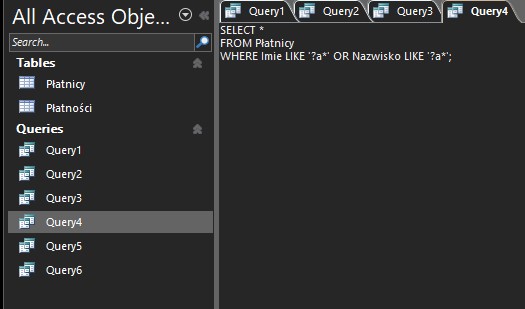 All Access Obje...
Search...
Tables
Płatnicy
Płatności
Queries
Query1
Query2
Query3
Query4
Query5
Query6
Query1 Query2 Query3 Query4
SELECT *
FROM Płatnicy
WHERE Imie LIKE '?a*' OR Nazwisko LIKE '?a*';